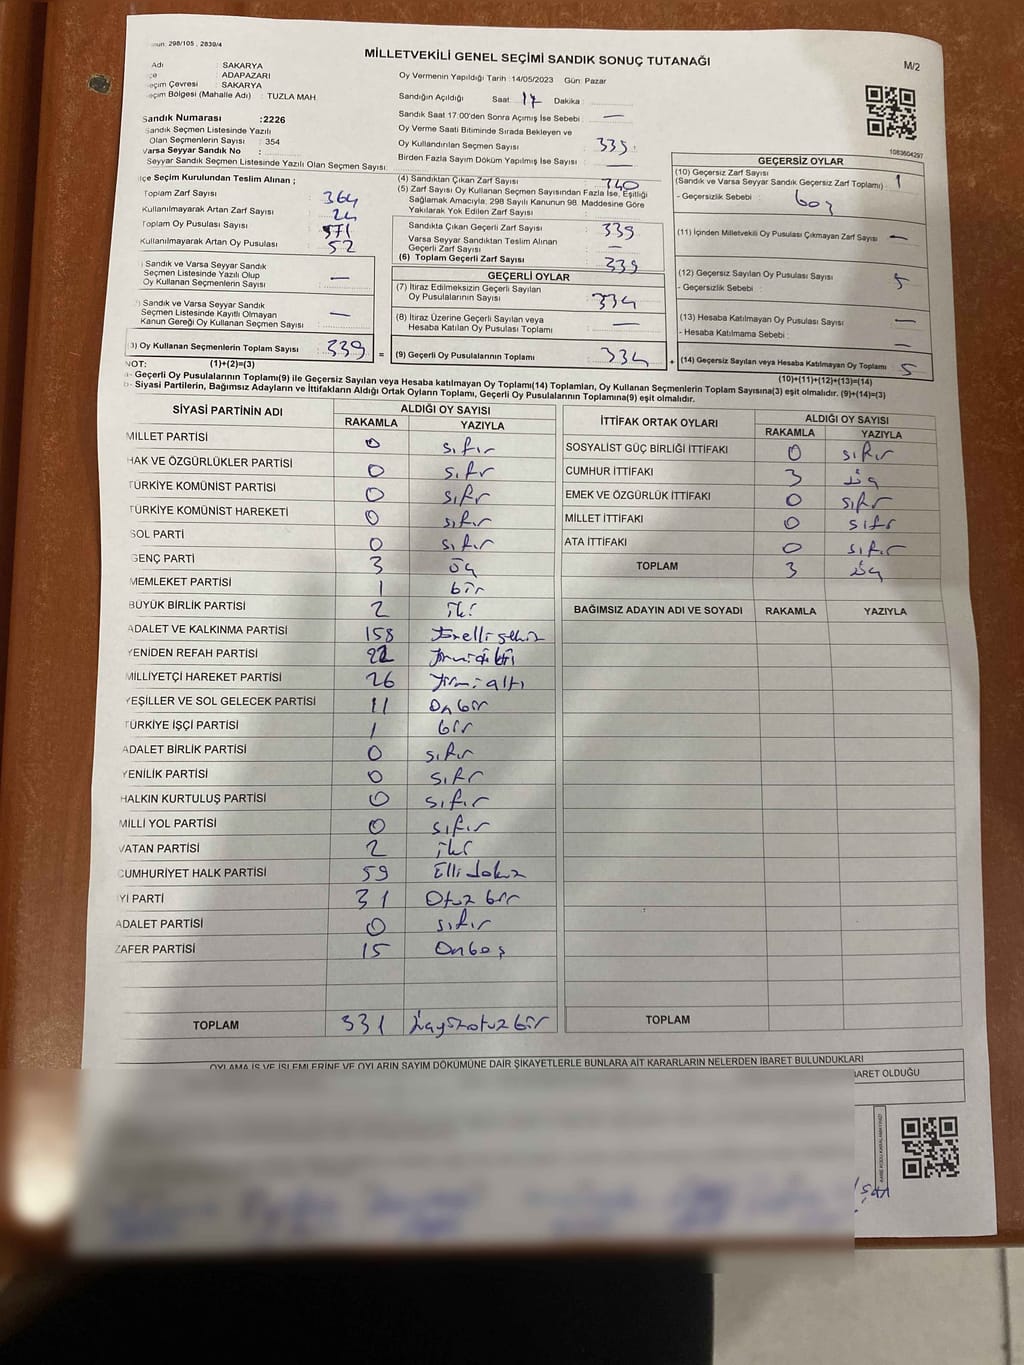 298/105 , 2839/4
MİLLETVEKİLİ GENEL SEÇİMİ SANDIK SONUÇ TUTANAĞI
M/2
Adı : SAKARYA
ADAPAZARI
Seçim Çevresi : SAKARYA
Seçim Bölgesi (Mahalle Adı) : TUZLA MAH.
Oy Vermenin Yapıldığı Tarih :14/05/2023 Gün: Pazar
Sandığın Açıldığı Saat 17 Dakika :
Sandık Saat 17:00'den Sonra Açılmış İse Sebebi : —
Sandık Numarası :2226
Sandık Seçmen Listesinde Yazılı
Olan Seçmenlerin Sayısı : 354
Varsa Seyyar Sandık No :
Seyyar Sandık Seçmen Listesinde Yazılı Olan Seçmen Sayısı:
Oy Verme Saati Bitiminde Sırada Bekleyen ve
Oy Kullandırılan Seçmen Sayısı : 339
Birden Fazla Sayım Döküm Yapılmış İse Sayısı : —
1083604297
İlçe Seçim Kurulundan Teslim Alınan ;
Toplam Zarf Sayısı : 364
Kullanılmayarak Artan Zarf Sayısı : 24
Toplam Oy Pusulası Sayısı : 571
Kullanılmayarak Artan Oy Pusulası : 52
Sandık ve Varsa Seyyar Sandık
Seçmen Listesinde Yazılı Olup
Oy Kullanan Seçmenlerin Sayısı : —
Sandık ve Varsa Seyyar Sandık
Seçmen Listesinde Kayıtlı Olmayan
Kanun Gereği Oy Kullanan Seçmen Sayısı : —
(3) Oy Kullanan Seçmenlerin Toplam Sayısı : 339
(1)+(2)=(3)
(4) Sandıktan Çıkan Zarf Sayısı : 340
(5) Zarf Sayısı Oy Kullanan Seçmen Sayısından Fazla İse, Eşitliği
Sağlamak Amacıyla, 298 Sayılı Kanunun 98. Maddesine Göre
Yakılarak Yok Edilen Zarf Sayısı :
Sandıkta Çıkan Geçerli Zarf Sayısı : 339
Varsa Seyyar Sandıktan Teslim Alınan
Geçerli Zarf Sayısı : —
(6) Toplam Geçerli Zarf Sayısı : 339
GEÇERLİ OYLAR
(7) İtiraz Edilmeksizin Geçerli Sayılan
Oy Pusulalarının Sayısı : 334
(8) İtiraz Üzerine Geçerli Sayılan veya
Hesaba Katılan Oy Pusulası Toplamı : —
= (9) Geçerli Oy Pusulalarının Toplamı : 334
GEÇERSİZ OYLAR
(10) Geçersiz Zarf Sayısı
(Sandık ve Varsa Seyyar Sandık Geçersiz Zarf Toplamı) : 1
- Geçersizlik Sebebi : boş
(11) İçinden Milletvekili Oy Pusulası Çıkmayan Zarf Sayısı : —
(12) Geçersiz Sayılan Oy Pusulası Sayısı : 5
- Geçersizlik Sebebi :
(13) Hesaba Katılmayan Oy Pusulası Sayısı : —
- Hesaba Katılmama Sebebi : —
+ (14) Geçersiz Sayılan veya Hesaba Katılmayan Oy Toplamı : 5
(10)+(11)+(12)+(13)=(14)
NOT:
a- Geçerli Oy Pusulalarının Toplamı(9) ile Geçersiz Sayılan veya Hesaba katılmayan Oy Toplamı(14) Toplamları, Oy Kullanan Seçmenlerin Toplam Sayısına(3) eşit olmalıdır. (9)+(14)=(3)
b- Siyasi Partilerin, Bağımsız Adayların ve İttifakların Aldığı Ortak Oyların Toplamı, Geçerli Oy Pusulalarının Toplamına(9) eşit olmalıdır.
SİYASİ PARTİNİN ADI ALDIĞI OY SAYISI
RAKAMLA YAZIYLA
MİLLET PARTİSİ 0 sıfır
HAK VE ÖZGÜRLÜKLER PARTİSİ 0 sıfır
TÜRKİYE KOMÜNİST PARTİSİ 0 sıfır
TÜRKİYE KOMÜNİST HAREKETİ 0 sıfır
SOL PARTİ 0 sıfır
GENÇ PARTİ 3 üç
MEMLEKET PARTİSİ 1 bir
BÜYÜK BİRLİK PARTİSİ 2 iki
ADALET VE KALKINMA PARTİSİ 158 yüzellisekiz
YENİDEN REFAH PARTİSİ 22 yirmiiki
MİLLİYETÇİ HAREKET PARTİSİ 26 yirmialtı
YEŞİLLER VE SOL GELECEK PARTİSİ 11 Onbir
TÜRKİYE İŞÇİ PARTİSİ 1 bir
ADALET BİRLİK PARTİSİ 0 sıfır
YENİLİK PARTİSİ 0 sıfır
HALKIN KURTULUŞ PARTİSİ 0 sıfır
MİLLİ YOL PARTİSİ 0 sıfır
VATAN PARTİSİ 2 iki
CUMHURİYET HALK PARTİSİ 59 Elli dokuz
İYİ PARTİ 31 Otuz bir
ADALET PARTİSİ 0 sıfır
ZAFER PARTİSİ 15 Onbeş
TOPLAM 331 üçyüzotuzbir
İTTİFAK ORTAK OYLARI ALDIĞI OY SAYISI
RAKAMLA YAZIYLA
SOSYALİST GÜÇ BİRLİĞİ İTTİFAKI 0 sıfır
CUMHUR İTTİFAKI 3 üç
EMEK VE ÖZGÜRLÜK İTTİFAKI 0 sıfır
MİLLET İTTİFAKI 0 sıfır
ATA İTTİFAKI 0 sıfır
TOPLAM 3 üç
BAĞIMSIZ ADAYIN ADI VE SOYADI RAKAMLA YAZIYLA
TOPLAM
OYLAMA İŞ VE İŞLEMLERİNE VE OYLARIN SAYIM DÖKÜMÜNE DAİR ŞİKAYETLERLE BUNLARA AİT KARARLARIN NELERDEN İBARET BULUNDUKLARI
BARET OLDUĞU